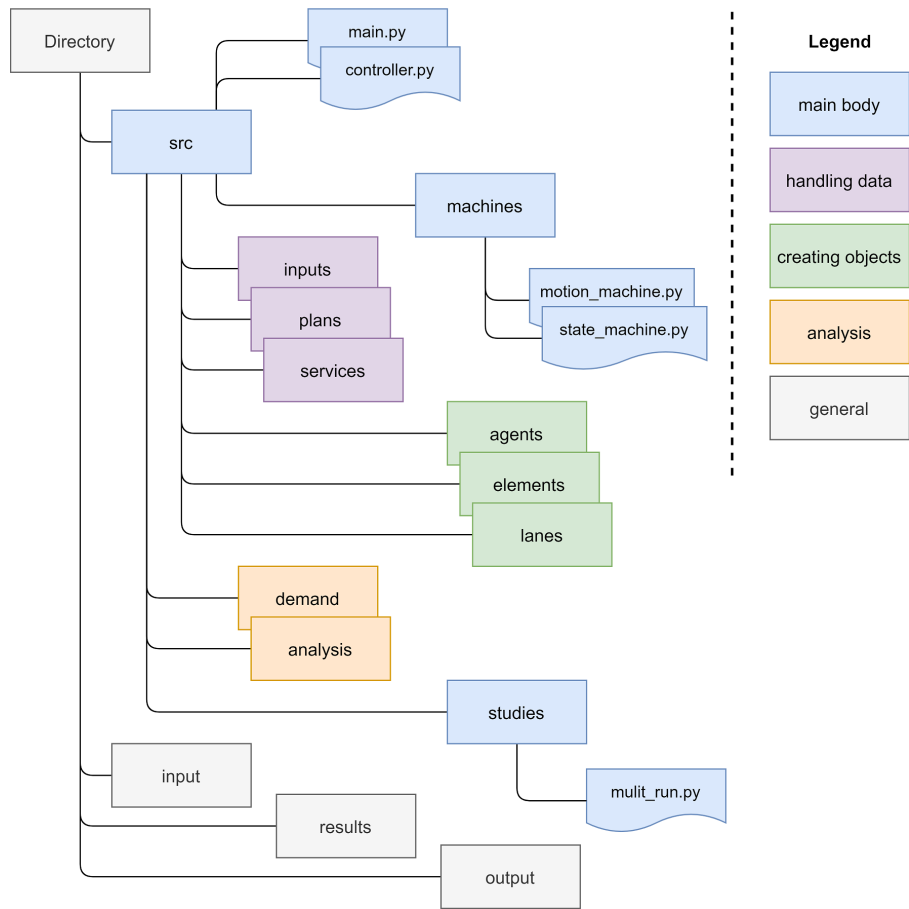 Directory
main.py
controller.py
src
machines
inputs
plans
services
motion_machine.py
state_machine.py
agents
elements
lanes
demand
analysis
studies
input
mulit_run.py
results
output
Legend
main body
handling data
creating objects
analysis
general